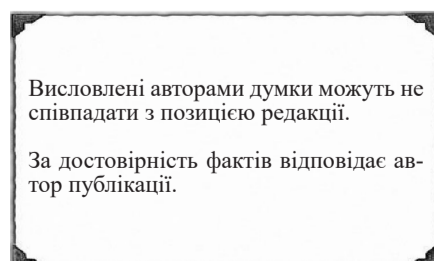 Висловлені авторами думки можуть не
співпадати з позицією редакції.
За достовірність фактів відповідає ав-
тор публікації.